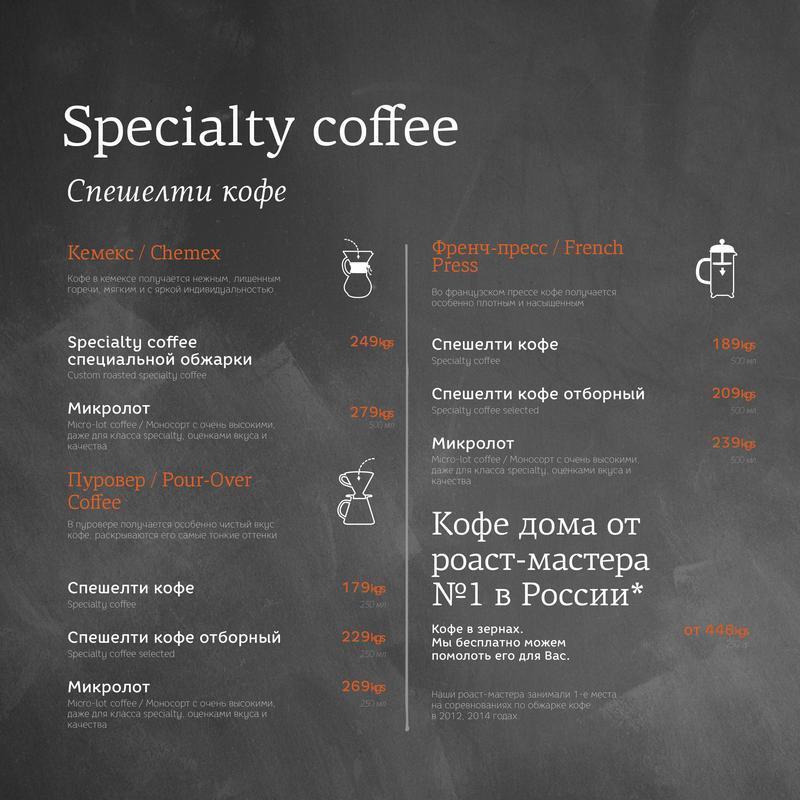 Specialty coffee
Спешелти кофе
Кемекс / Chemex
Кофе в кемексе получается нежным, лишенным
горечи, мягким и с яркой индивидуальностью
Specialty coffee
специальной обжарки
249kgs
Custom roasted specialty coffee
Микролот
279kgs
500 мл
Micro-lot coffee / Моносорт с очень высокими,
даже для класса specialty, оценками вкуса и
качества
Пуровер / Pour-Over
Coffee
В пуровере получается особенно чистый вкус
кофе, раскрываются его самые тонкие оттенки
Спешелти кофе
179kgs
Specialty coffee
250 мл
Спешелти кофе отборный
229kgs
Specialty coffee selected
250 мл
Микролот
269kgs
Micro-lot coffee / Моносорт с очень высокими,
250 мл
даже для класса specialty, оценками вкуса и
качества
Френч-пресс / French
Press
Во французском прессе кофе получается
особенно плотным и насыщенным
Спешелти кофе
189kgs
Specialty coffee
500 мл
Спешелти кофе отборный
209kgs
Specialty coffee selected
500 мл
Микролот
239kgs
Micro-lot coffee / Моносорт с очень высокими,
500 мл
даже для класса specialty, оценками вкуса и
качества
Кофе дома от
роаст-мастера
№1 в России*
Кофе в зернах.
Мы бесплатно можем
помолоть его для Вас.
от 448kgs
Наши роаст-мастера занимали 1-е места
на соревнованиях по обжарке кофе
в 2012, 2014 годах